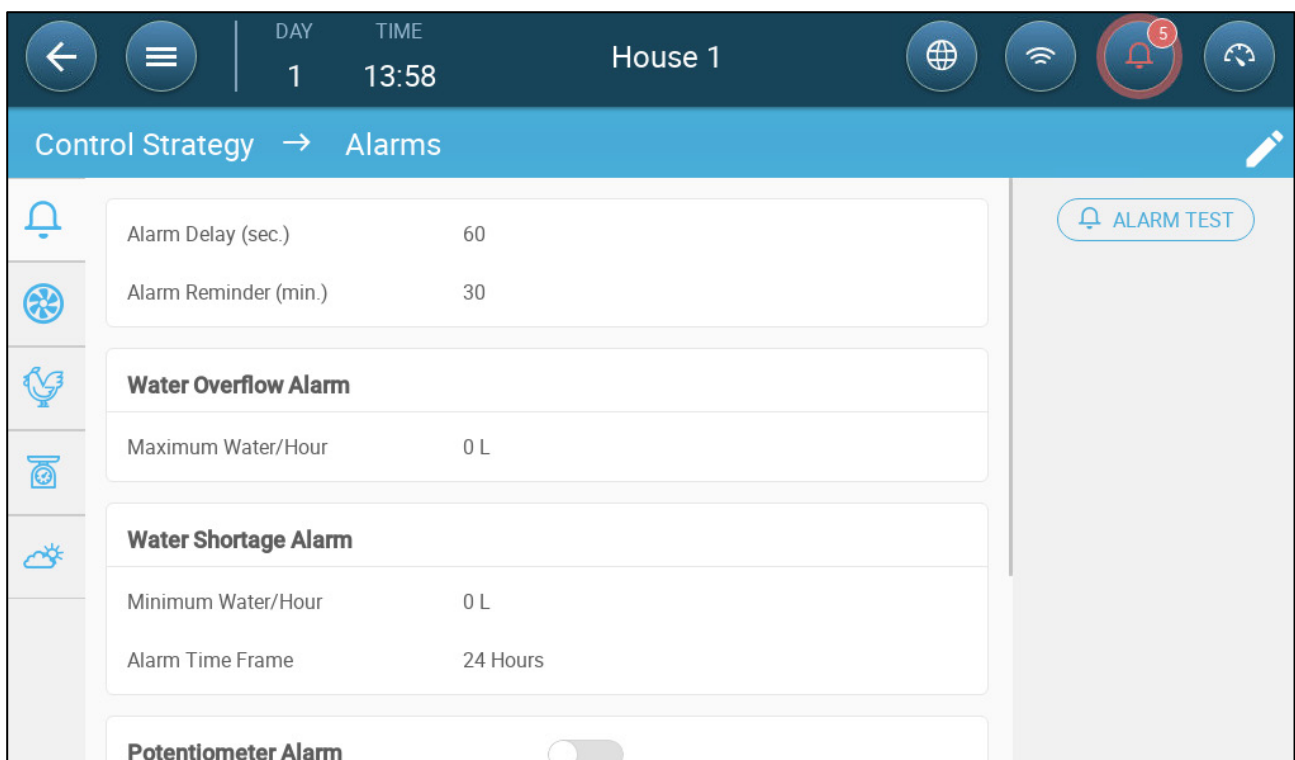 DAY TIME
1 13:58 House 1 5
Control Strategy → Alarms
ALARM TEST
Alarm Delay (sec.) 60
Alarm Reminder (min.) 30
Water Overflow Alarm
Maximum Water/Hour 0 L
Water Shortage Alarm
Minimum Water/Hour 0 L
Alarm Time Frame 24 Hours
Potentiometer Alarm